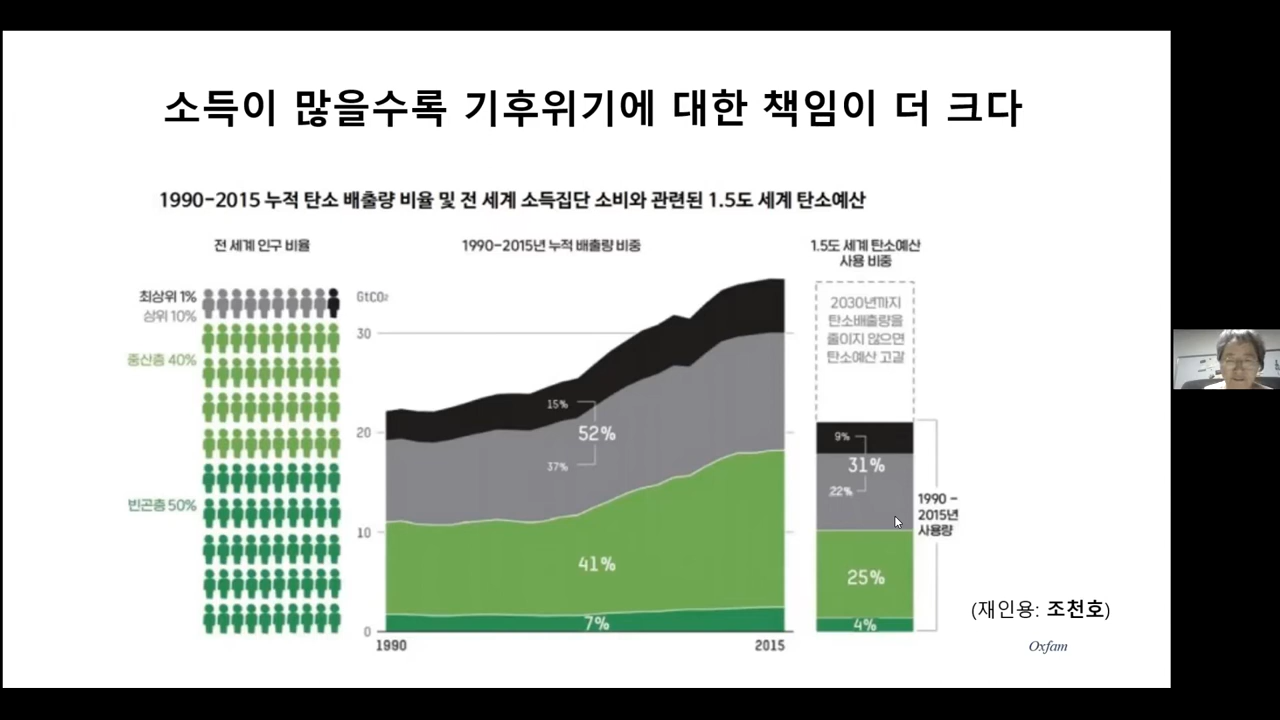 소득이 많을수록 기후위기에 대한 책임이 더 크다
1990-2015 누적 탄소 배출량 비율 및 전 세계 소득집단 소비와 관련된 1.5도 세계 탄소예산
전 세계 인구 비율
최상위 1%
상위 10%
중산층 40%
빈곤층 50%
1990-2015년 누적 배출량 비중
GtCO₂
30
20
10
0
15%
52%
37%
41%
7%
1990
2015
1.5도 세계 탄소예산
사용 비중
2030년까지
탄소배출량을
줄이지 않으면
탄소예산 고갈
9%
31%
22%
25%
4%
1990 -
2015년
사용량
(재인용: 조천호)
Oxfam